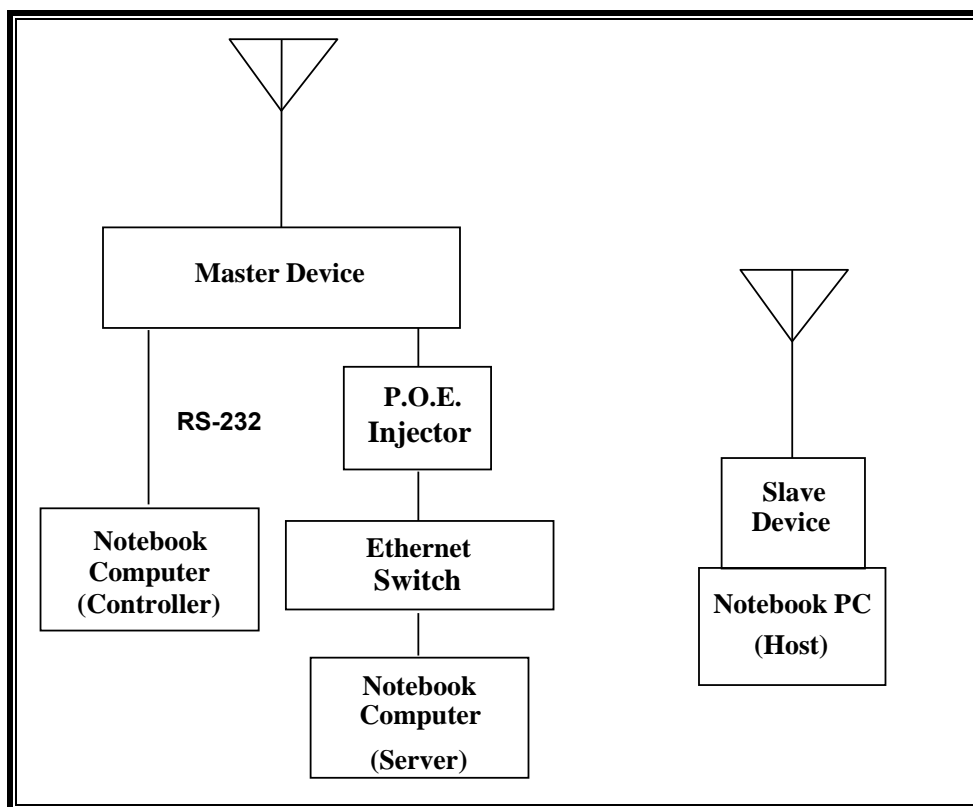 Master Device
RS-232
P.O.E.
Injector
Notebook
Computer
(Controller)
Ethernet
Switch
Notebook
Computer
(Server)
Slave
Device
Notebook PC
(Host)